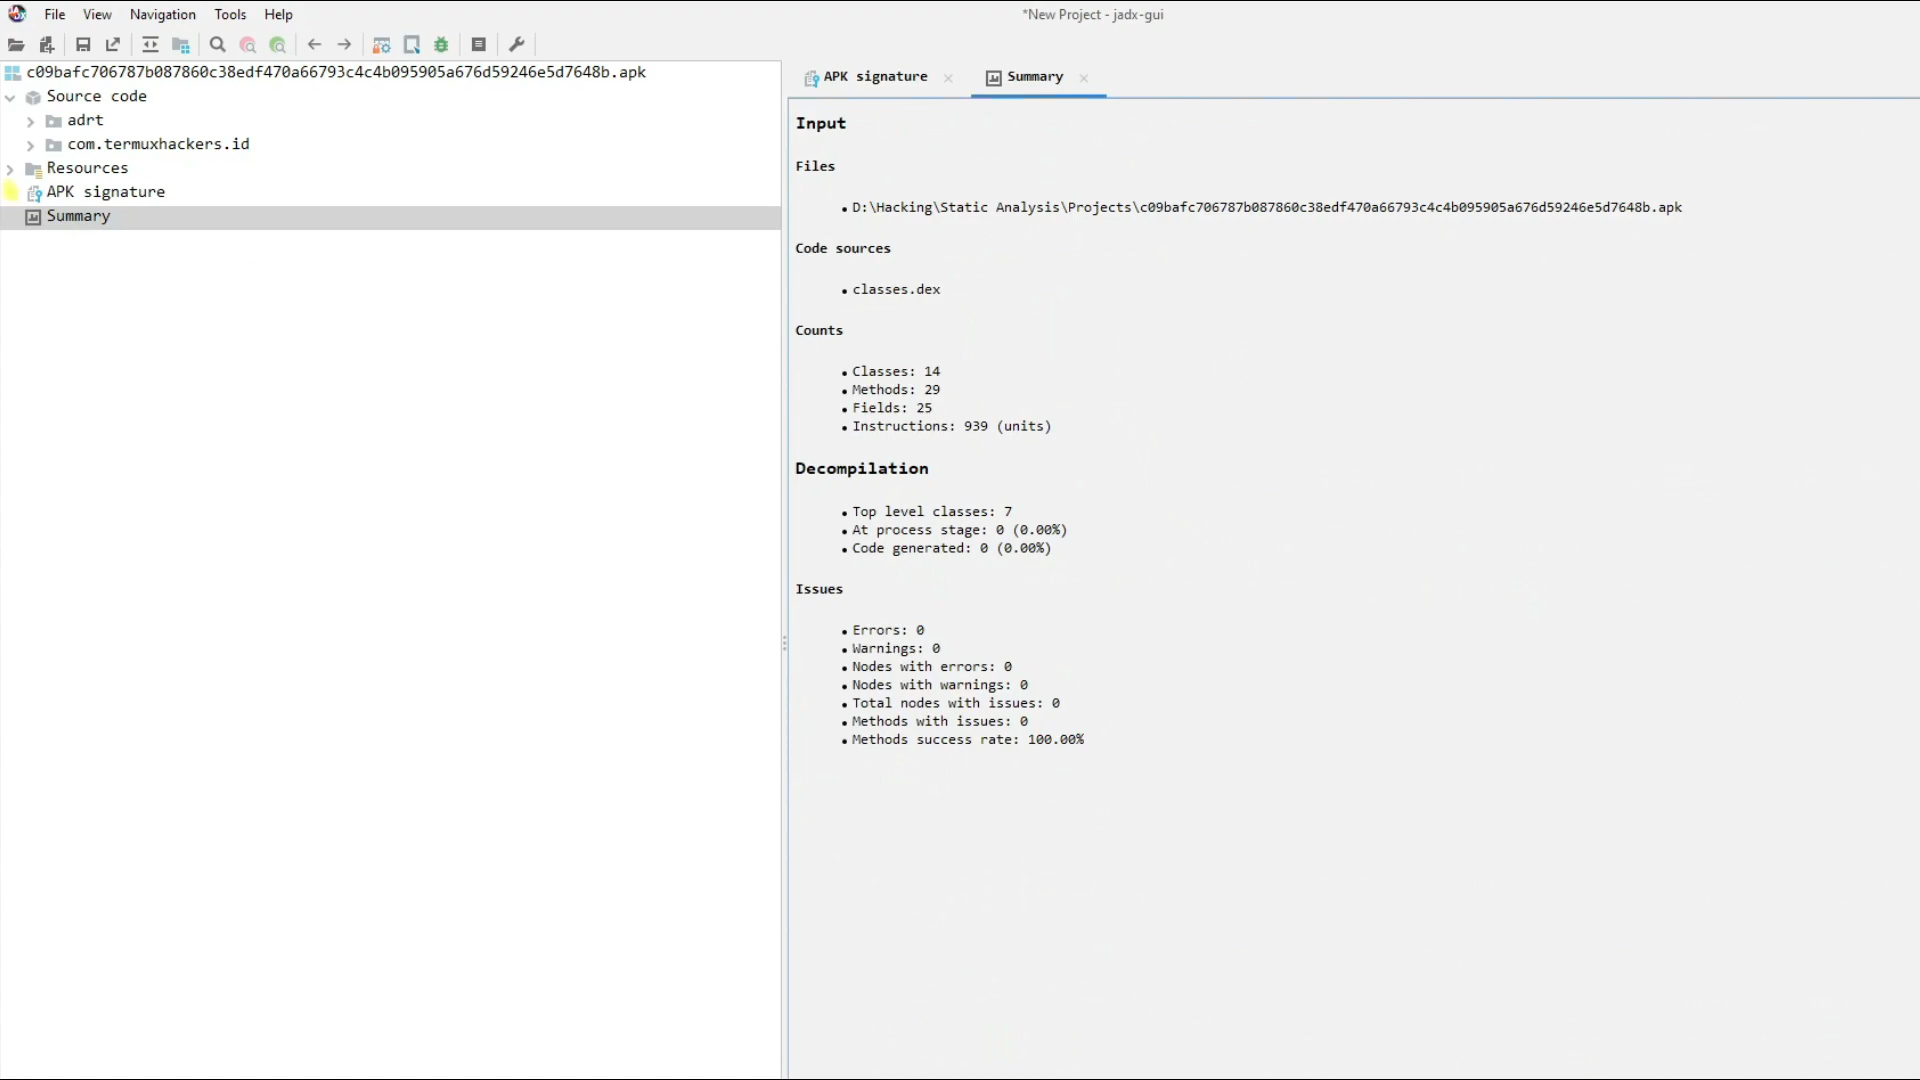 File View Navigation Tools Help
*New Project - jadx-gui
c09bafc706787b087860c38edf470a66793c4c4b095905a676d59246e5d7648b.apk
Source code
adrt
com.termuxhackers.id
Resources
APK signature
Summary
APK signature
Summary
Input
Files
D:\Hacking\Static Analysis\Projects\c09bafc706787b087860c38edf470a66793c4c4b095905a676d59246e5d7648b.apk
Code sources
classes.dex
Counts
Classes: 14
Methods: 29
Fields: 25
Instructions: 939 (units)
Decompilation
Top level classes: 7
At process stage: 0 (0.00%)
Code generated: 0 (0.00%)
Issues
Errors: 0
Warnings: 0
Nodes with errors: 0
Nodes with warnings: 0
Total nodes with issues: 0
Methods with issues: 0
Methods success rate: 100.00%